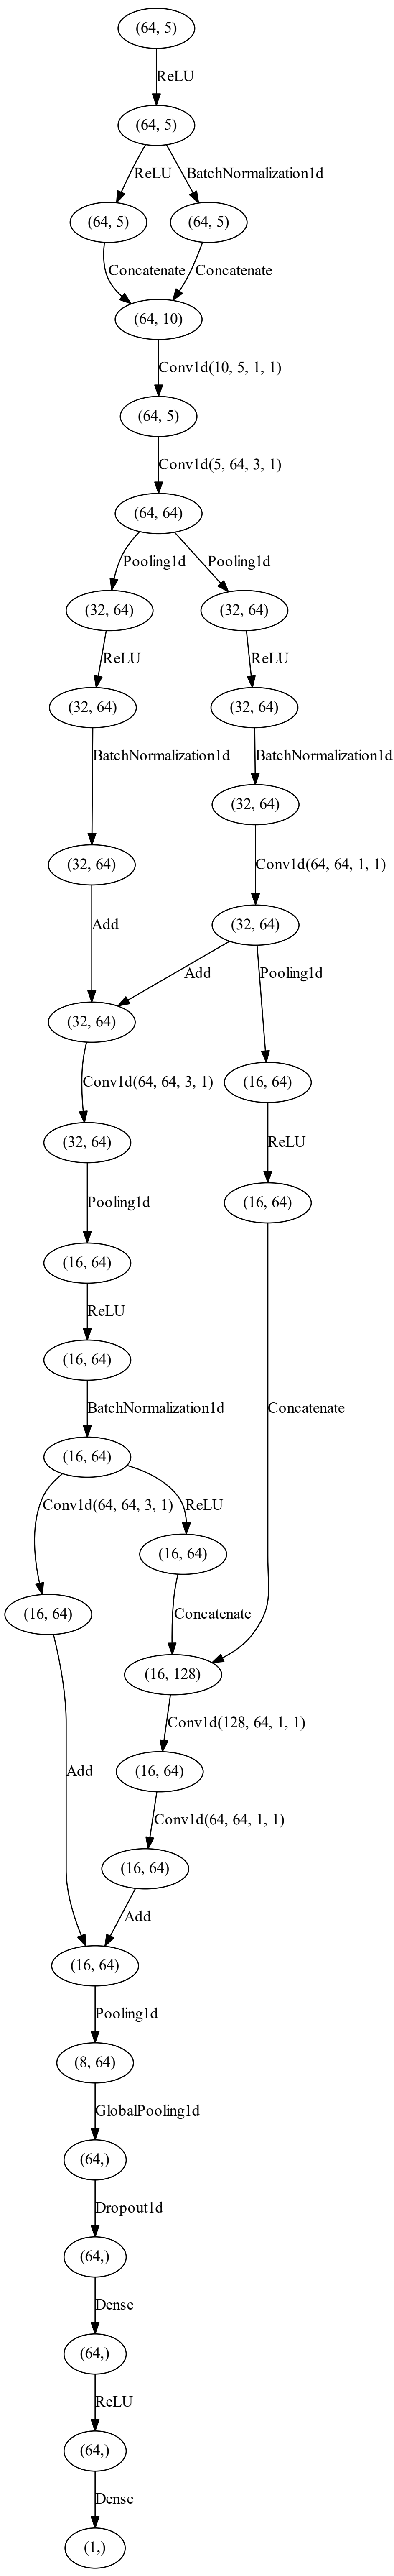 (64, 5)
ReLU
(64, 5)
ReLU BatchNormalization1d
(64, 5) (64, 5)
Concatenate Concatenate
(64, 10)
Conv1d(10, 5, 1, 1)
(64, 5)
Conv1d(5, 64, 3, 1)
(64, 64)
Pooling1d Pooling1d
(32, 64) (32, 64)
ReLU ReLU
(32, 64) (32, 64)
BatchNormalization1d BatchNormalization1d
(32, 64)
(32, 64)
Conv1d(64, 64, 1, 1)
Add (32, 64)
Add Pooling1d
(32, 64)
Conv1d(64, 64, 3, 1) (16, 64)
(32, 64) ReLU
Pooling1d (16, 64)
(16, 64)
ReLU
(16, 64)
BatchNormalization1d Concatenate
(16, 64)
Conv1d(64, 64, 3, 1) ReLU
(16, 64)
(16, 64) Concatenate
(16, 128)
Conv1d(128, 64, 1, 1)
Add (16, 64)
Conv1d(64, 64, 1, 1)
(16, 64)
Add
(16, 64)
Pooling1d
(8, 64)
GlobalPooling1d
(64,)
Dropout1d
(64,)
Dense
(64,)
ReLU
(64,)
Dense
(1,)